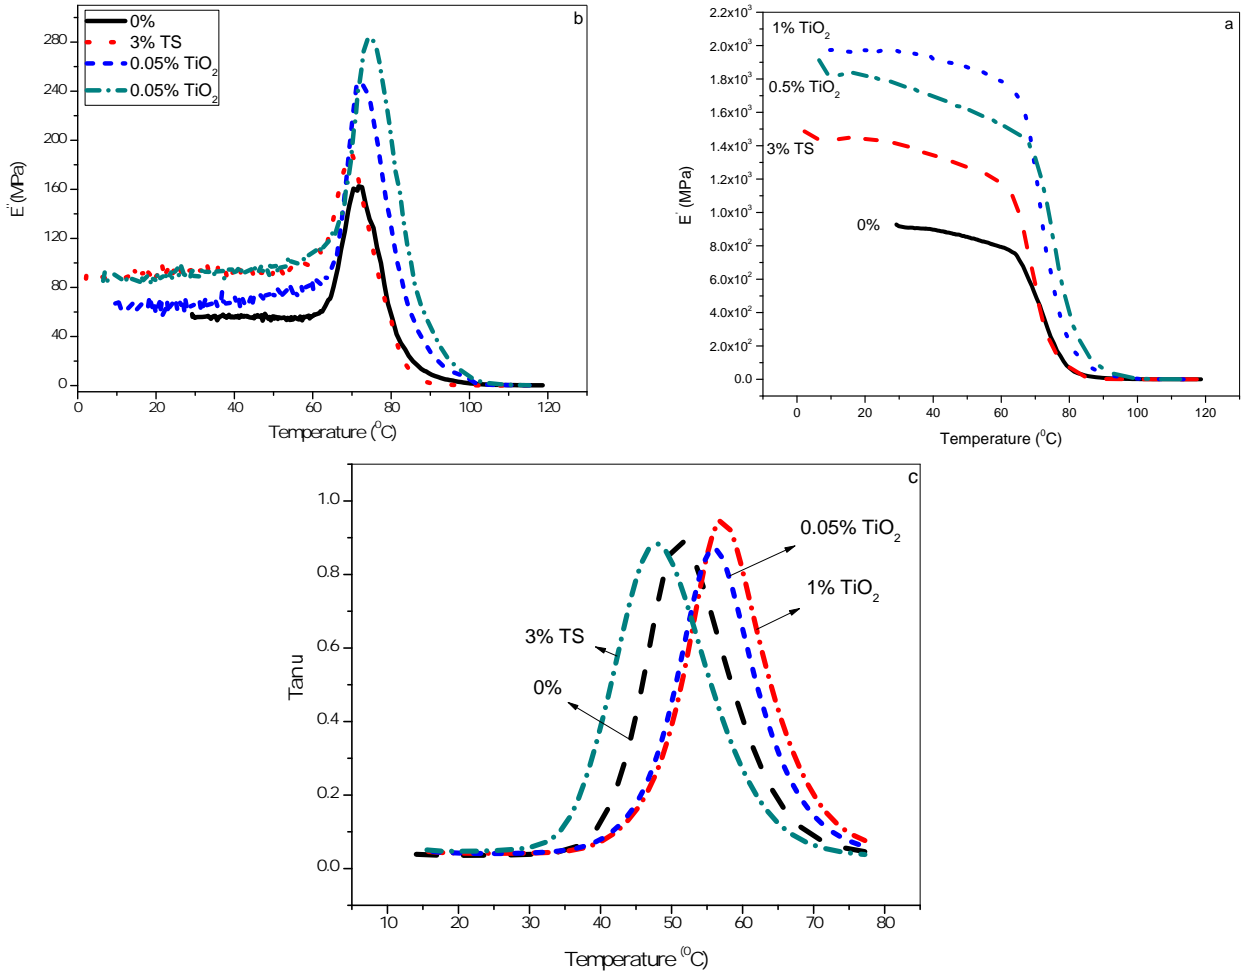 b
0%
3% TS
0.05% TiO2
0.05% TiO2
280
240
200
160
120
80
40
0
E'' (MPa)
0 20 40 60 80 100 120
Temperature (0C)
a
2.2x10³
2.0x10³
1.8x10³
1.6x10³
1.4x10³
1.2x10³
1.0x10³
8.0x10²
6.0x10²
4.0x10²
2.0x10²
0.0
E' (MPa)
1% TiO2
0.5% TiO2
3% TS
0%
0 20 40 60 80 100 120
Temperature (0C)
c
1.0
0.8
0.6
0.4
0.2
0.0
Tanu
0.05% TiO2
1% TiO2
3% TS
0%
10 20 30 40 50 60 70 80
Temperature (0C)